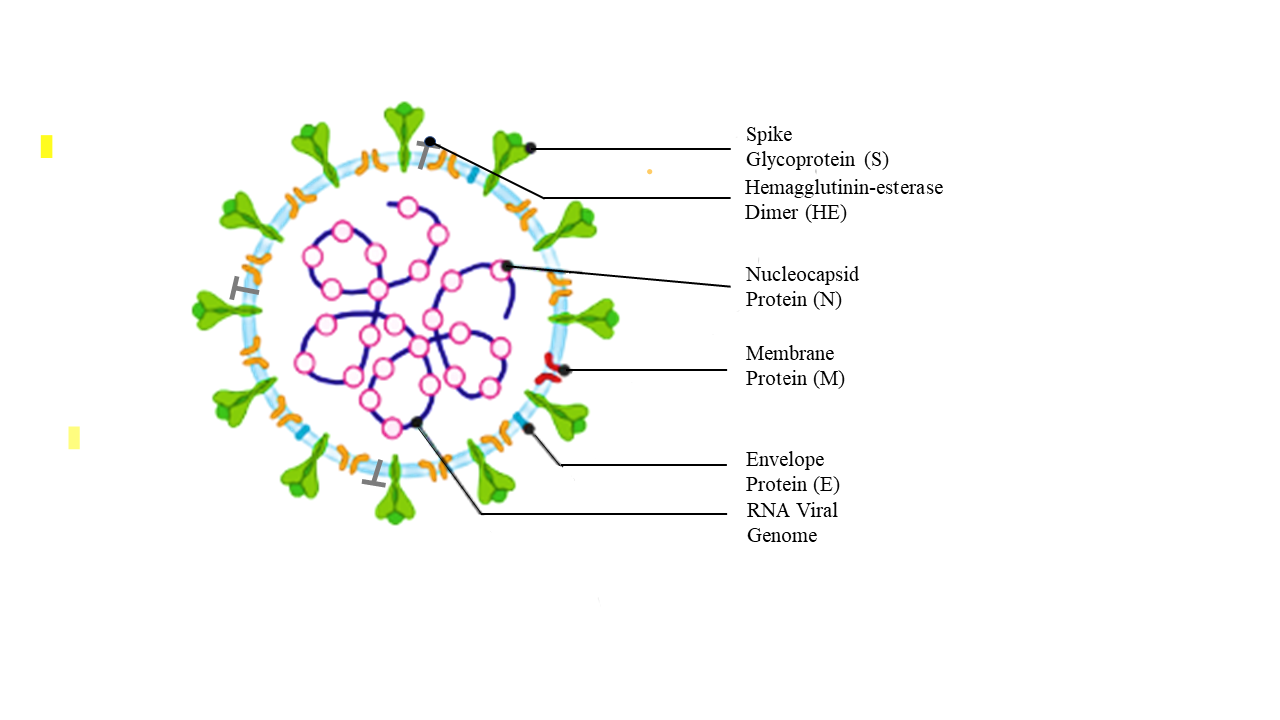 Spike
Glycoprotein (S)
Hemagglutinin-esterase
Dimer (HE)
Nucleocapsid
Protein (N)
Membrane
Protein (M)
Envelope
Protein (E)
RNA Viral
Genome